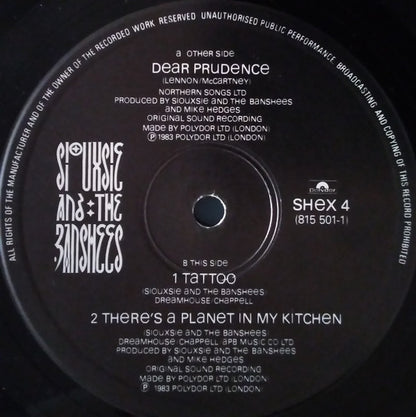 ALL RIGHTS OF THE MANUFACTURER AND OF THE OWNER OF THE RECORDED WORK RESERVED UNAUTHORISED PUBLIC PERFORMANCE BROADCASTING AND COPYING OF THIS RECORD
A OTHER SIDE
DEAR PRUDENCE
(LENNON/McCARTNEY)
NORTHERN SONGS LTD
PRODUCED BY SIOUXSIE AND THE BANSHEES
AND MIKE HEDGES
ORIGINAL SOUND RECORDING
MADE BY POLYDOR LTD (LONDON)
℗ 1983 POLYDOR LTD (LONDON)
SIOUXSIE
AND:THE
BANSHEES
Polydor
SHEX 4
(815 501-1)
B THIS SIDE
1 TATTOO
(SIOUXSIE AND THE BANSHEES)
DREAMHOUSE/CHAPPELL
2 THERE'S A PLANET IN MY KITCHEN
(SIOUXSIE AND THE BANSHEES)
DREAMHOUSE/CHAPPELL/APB MUSIC CO LTD
PRODUCED BY SIOUXSIE AND THE BANSHEES
AND MIKE HEDGES
ORIGINAL SOUND RECORDING
MADE BY POLYDOR LTD (LONDON)
℗ 1983 POLYDOR LTD (LONDON)